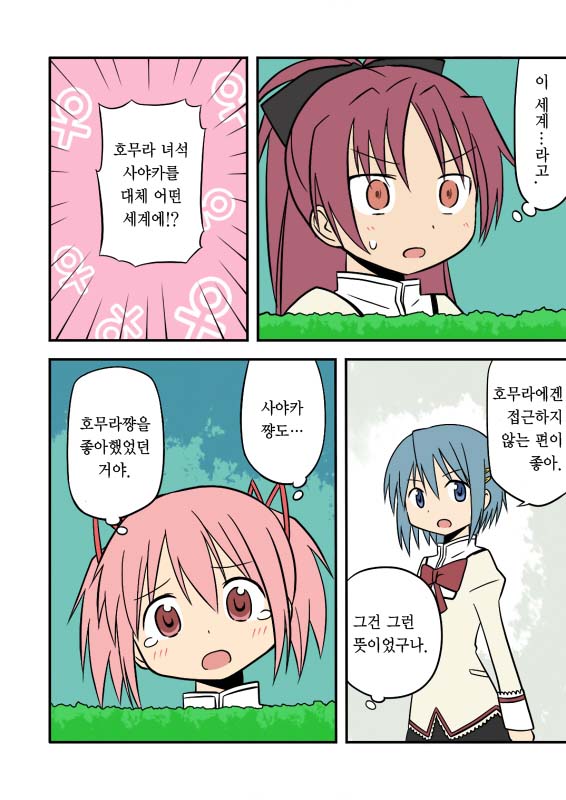 이 세계…라고.
호무라 녀석
사야카를
대체 어떤
세계에!?
호무라에겐
접근하지
않는 편이
좋아.
그건 그런
뜻이었구나.
사야카
쨩도…
호무라쨩을
좋아했었던
거야.